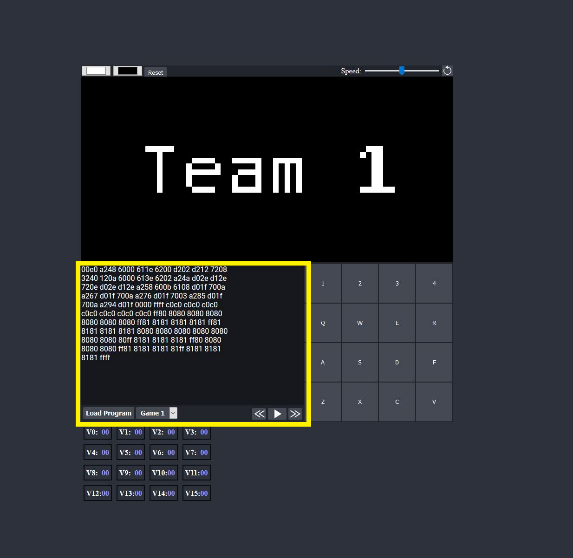 Reset
Speed:
Team 1
00e0 a248 6000 611e 6200 d202 d212 7208
3240 120a 6000 613e 6202 a24a d02e d12e
720e d02e d12e a258 600b 6108 d01f 700a
a267 d01f 700a a276 d01f 7003 a285 d01f
700a a294 d01f 0000 ffff c0c0 c0c0 c0c0
c0c0 c0c0 c0c0 c0c0 ff80 8080 8080 8080
8080 8080 8080 ff81 8181 8181 8181 ff81
8181 8181 8181 8080 8080 8080 8080 8080
8080 8080 80ff 8181 8181 8181 ff80 8080
8080 8080 ff81 8181 8181 81ff 8181 8181
8181 ffff
1 2 3 4
Q W E R
A S D F
Z X C V
Load Program Game 1
V0: 00 V1: 00 V2: 00 V3: 00
V4: 00 V5: 00 V6: 00 V7: 00
V8: 00 V9: 00 V10:00 V11:00
V12:00 V13:00 V14:00 V15:00